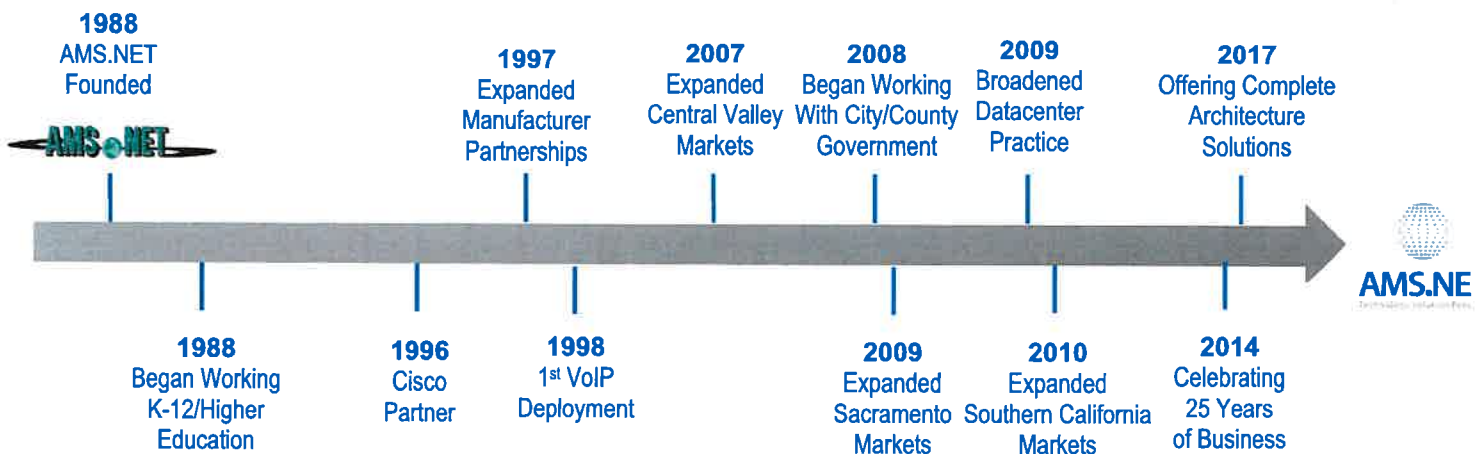 1988
AMS.NET
Founded
AMS.NET
1997
Expanded
Manufacturer
Partnerships
2007
Expanded
Central Valley
Markets
2008
Began Working
With City/County
Government
2009
Broadened
Datacenter
Practice
2017
Offering Complete
Architecture
Solutions
AMS.NE
1988
Began Working
K-12/Higher
Education
1996
Cisco
Partner
1998
1st VoIP
Deployment
2009
Expanded
Sacramento
Markets
2010
Expanded
Southern California
Markets
2014
Celebrating
25 Years
of Business